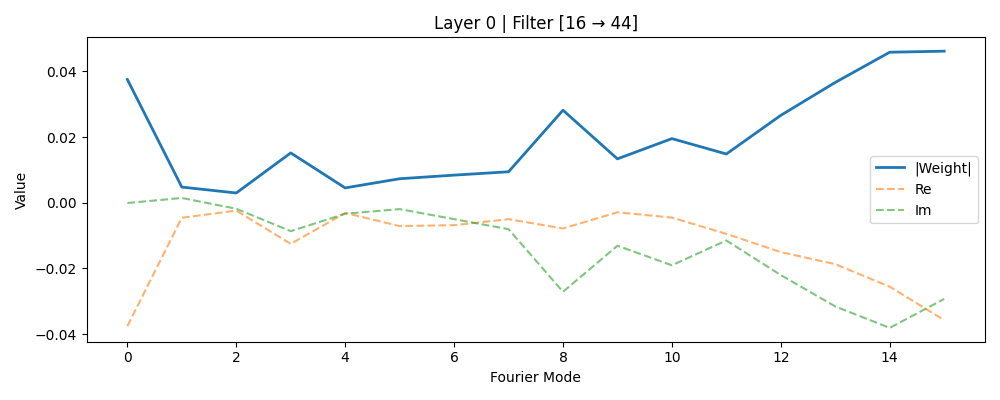 Layer 0 | Filter [16 → 44]
Value
0.04
0.02
0.00
−0.02
−0.04
|Weight|
Re
Im
0 2 4 6 8 10 12 14
Fourier Mode